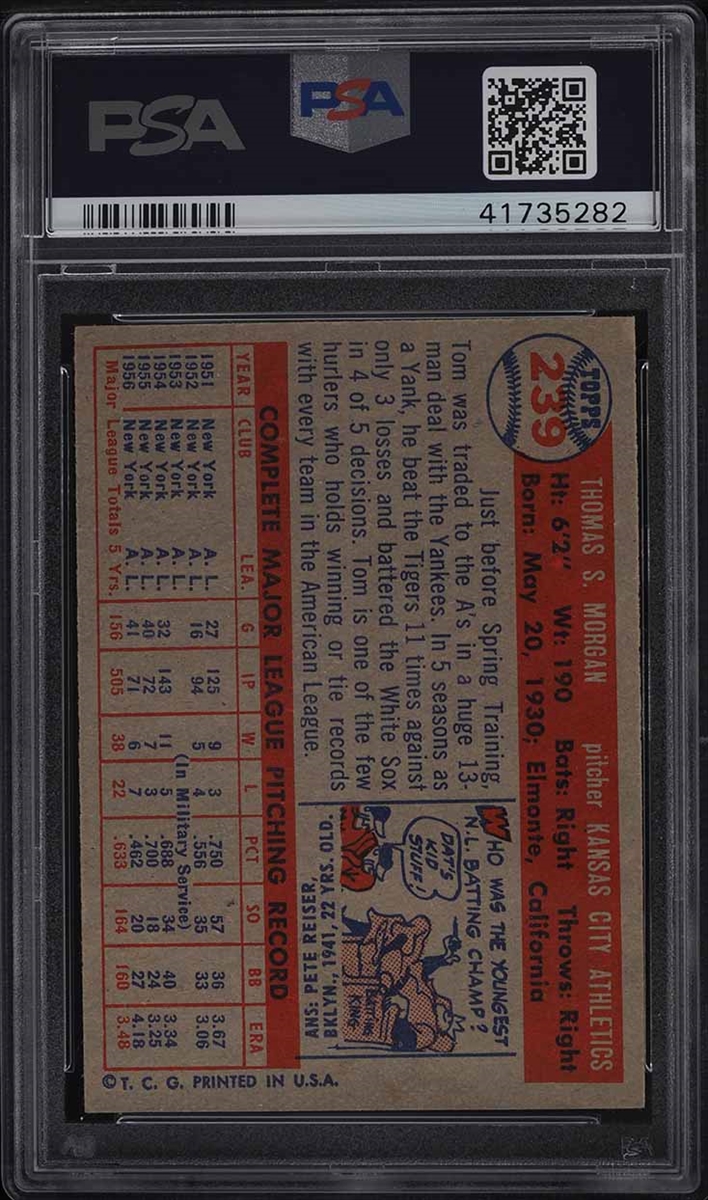 PSA
PSA
41735282
TOPPS
239
THOMAS S. MORGAN pitcher KANSAS CITY ATHLETICS
Ht: 6'2" Wt: 190 Bats: Right Throws: Right
Born: May 20, 1930; Elmonte, California
Just before Spring Training,
Tom was traded to the A's in a huge 13-
man deal with the Yankees. In 5 seasons as
a Yank, he beat the Tigers 11 times against
only 3 losses and battered the White Sox
in 4 of 5 decisions. Tom is one of the few
hurlers who holds winning or tie records
with every team in the American League.
WHO WAS THE YOUNGEST
N.L. BATTING CHAMP?
DAT'S
KID
STUFF!
BATTING
KING
ANS: PETE REISER,
BKLYN., 1941, 22 YRS. OLD.
COMPLETE MAJOR LEAGUE PITCHING RECORD
YEAR CLUB LEA. G IP W L PCT SO BB ERA
1951 New York A. L. 27 125 9 3 .750 57 36 3.67
1952 New York A. L. 16 94 5 4 .556 35 33 3.06
1953 New York A. L. (In Military Service)
1954 New York A. L. 32 143 11 5 .688 34 40 3.34
1955 New York A. L. 40 72 7 3 .700 18 24 3.25
1956 New York A. L. 41 71 6 7 .462 20 27 4.18
Major League Totals 5 Yrs. 156 505 38 22 .633 164 160 3.48
©T. C. G. PRINTED IN U.S.A.